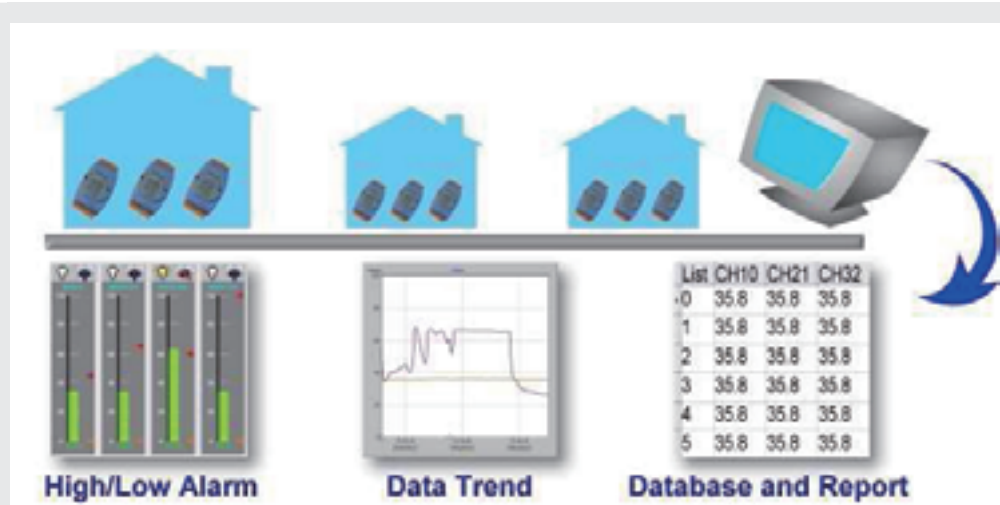 List CH10 CH21 CH32
0 35.8 35.8 35.8
1 35.8 35.8 35.8
2 35.8 35.8 35.8
3 35.8 35.8 35.8
4 35.8 35.8 35.8
5 35.8 35.8 35.8
High/Low Alarm
Data Trend
Database and Report